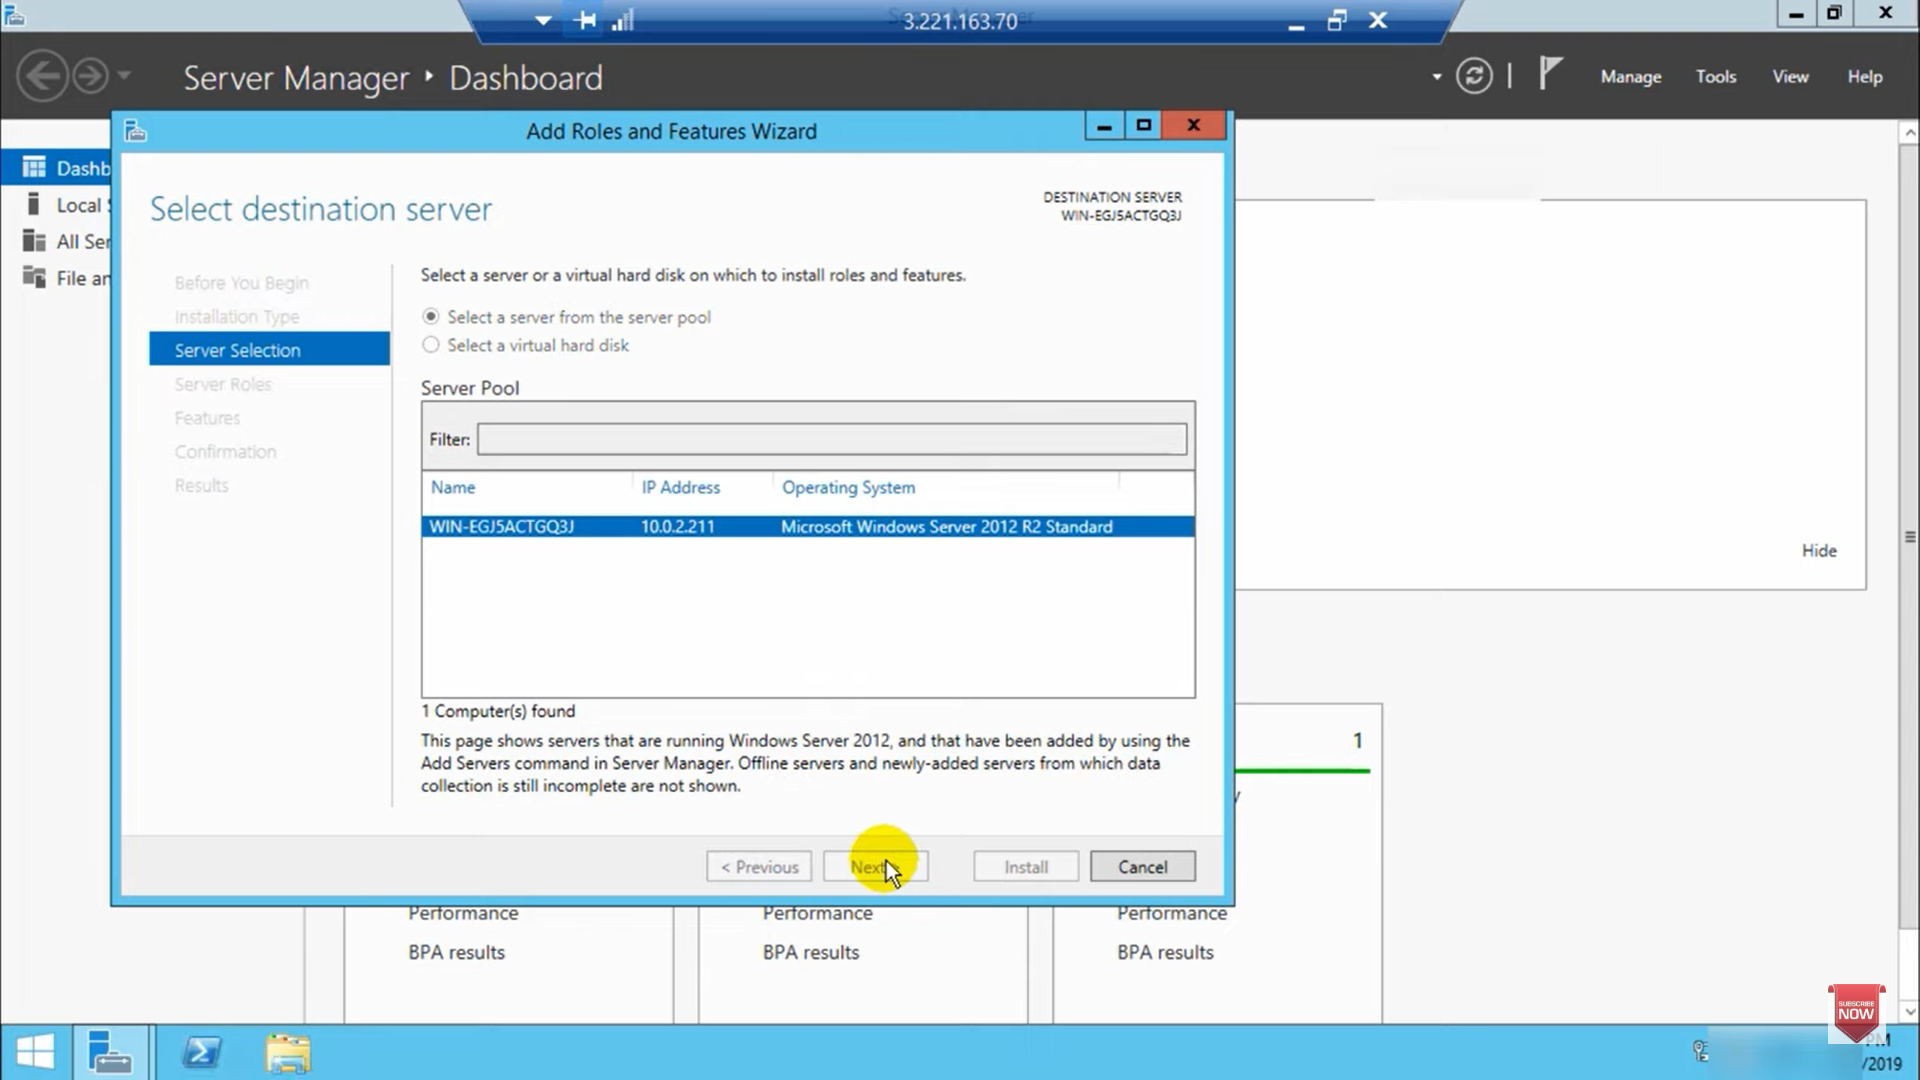 3.221.163.70
Server Manager ‣ Dashboard
Manage
Tools
View
Help
Add Roles and Features Wizard
Dashb
Local
All Ser
File an
Select destination server
DESTINATION SERVER
WIN-EGJ5ACTGQ3J
Before You Begin
Installation Type
Server Selection
Server Roles
Features
Confirmation
Results
Select a server or a virtual hard disk on which to install roles and features.
Select a server from the server pool
Select a virtual hard disk
Server Pool
Filter:
Name IP Address Operating System
WIN-EGJ5ACTGQ3J 10.0.2.211 Microsoft Windows Server 2012 R2 Standard
1 Computer(s) found
This page shows servers that are running Windows Server 2012, and that have been added by using the
Add Servers command in Server Manager. Offline servers and newly-added servers from which data
collection is still incomplete are not shown.
< Previous
Next >
Install
Cancel
Hide
1
Performance
BPA results
Performance
BPA results
Performance
BPA results
SUBSCRIBE
NOW
PM
/2019